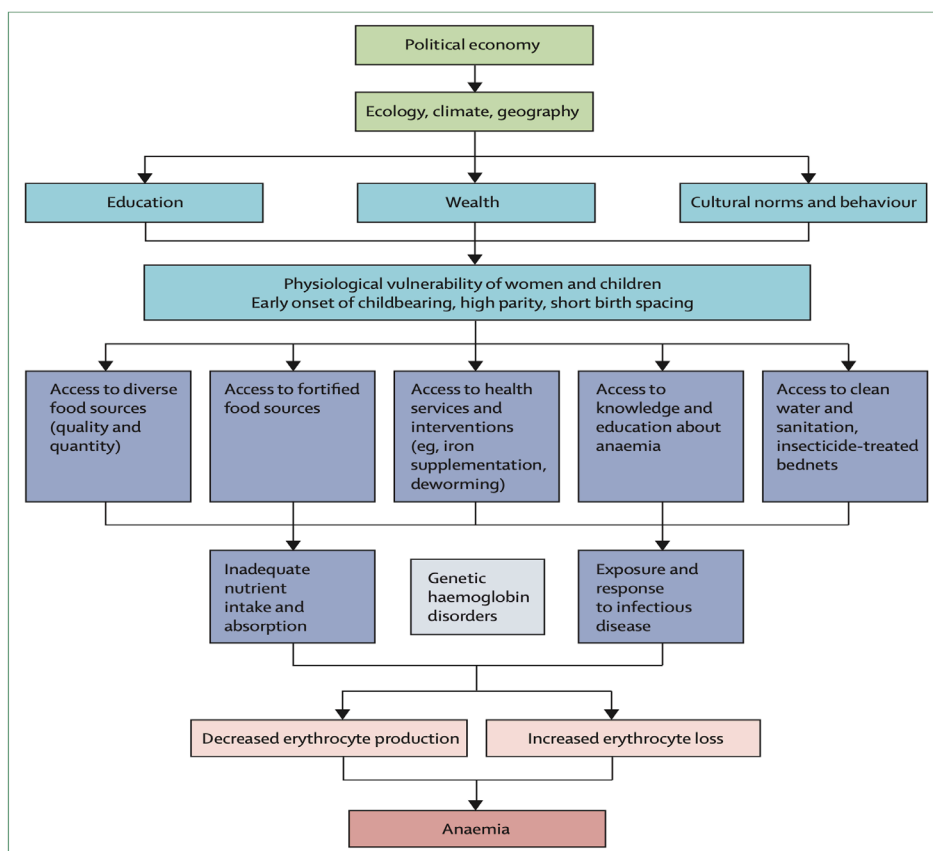 Political economy
Ecology, climate, geography
Education
Wealth
Cultural norms and behaviour
Physiological vulnerability of women and children
Early onset of childbearing, high parity, short birth spacing
Access to diverse
food sources
(quality and
quantity)
Access to fortified
food sources
Access to health
services and
interventions
(eg, iron
supplementation,
deworming)
Access to
knowledge and
education about
anaemia
Access to clean
water and
sanitation,
insecticide-treated
bednets
Inadequate
nutrient
intake and
absorption
Genetic
haemoglobin
disorders
Exposure and
response
to infectious
disease
Decreased erythrocyte production
Increased erythrocyte loss
Anaemia